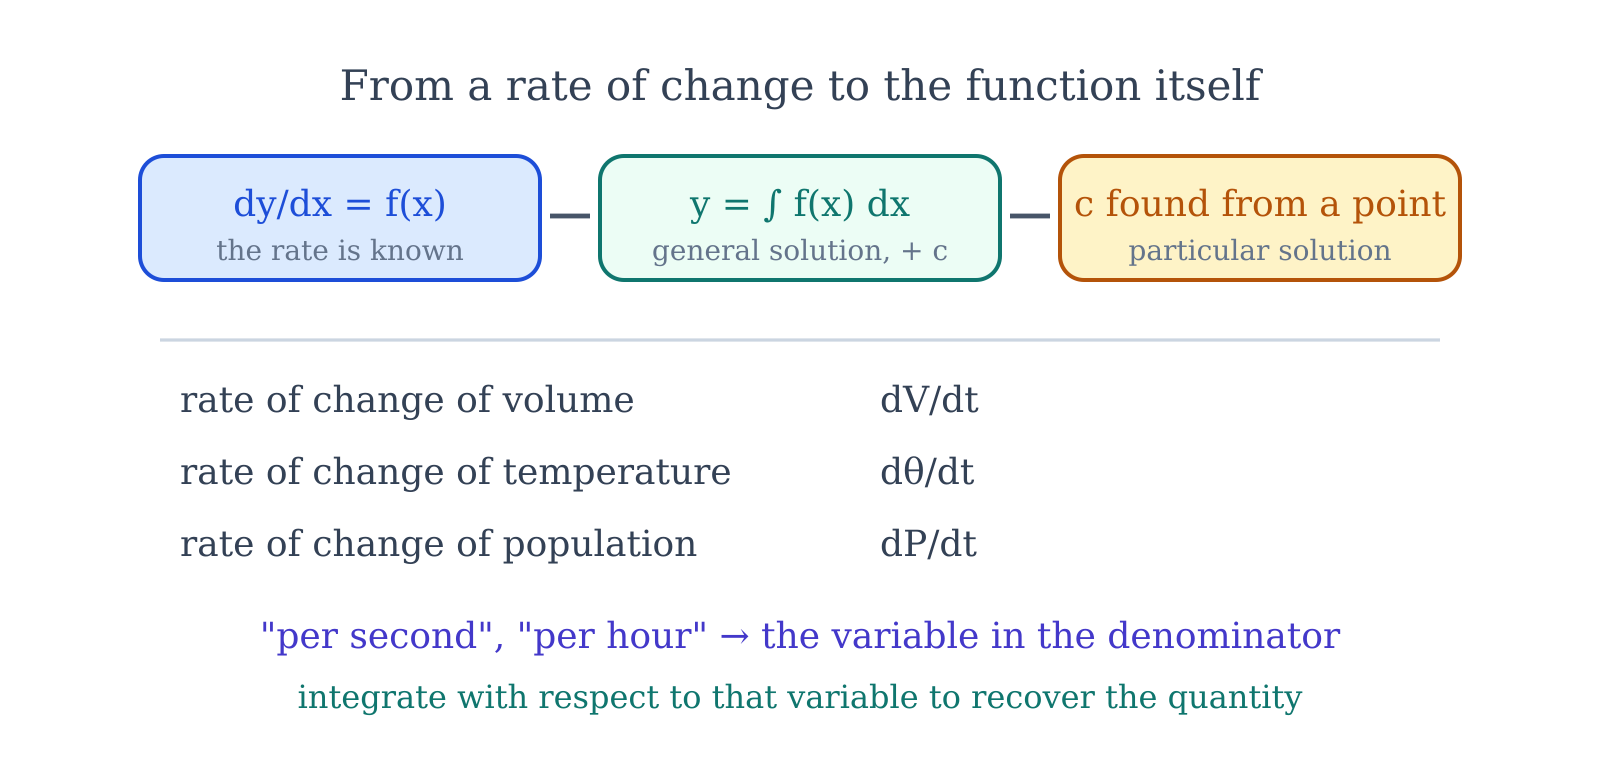 From a rate of change to the function itself
dy/dx = f(x)
the rate is known
y = ∫ f(x) dx
general solution, + c
c found from a point
particular solution
rate of change of volume dV/dt
rate of change of temperature dθ/dt
rate of change of population dP/dt
"per second", "per hour" → the variable in the denominator
integrate with respect to that variable to recover the quantity